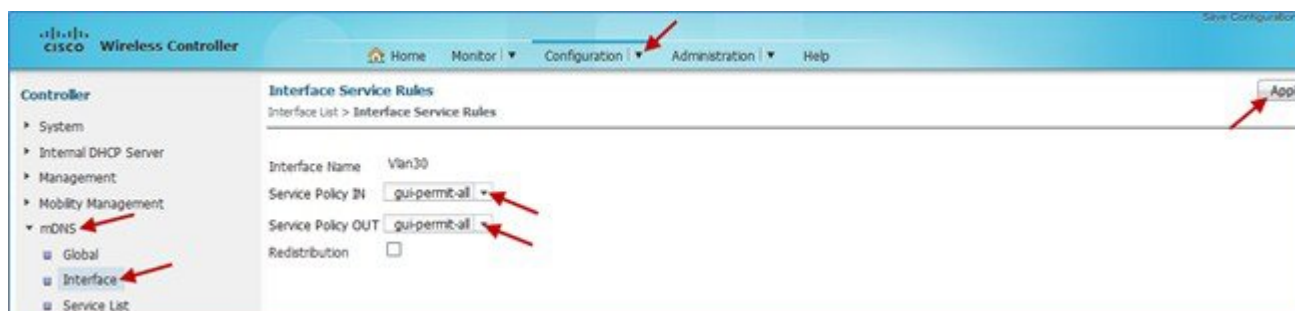 Save Configuration
CISCO Wireless Controller
Home Monitor Configuration Administration Help
Controller
System
Internal DHCP Server
Management
Mobility Management
mDNS
Global
Interface
Service List
Interface Service Rules
Interface List > Interface Service Rules
Appl
Interface Name Vlan30
Service Policy IN gui-permit-all
Service Policy OUT gui-permit-all
Redistribution